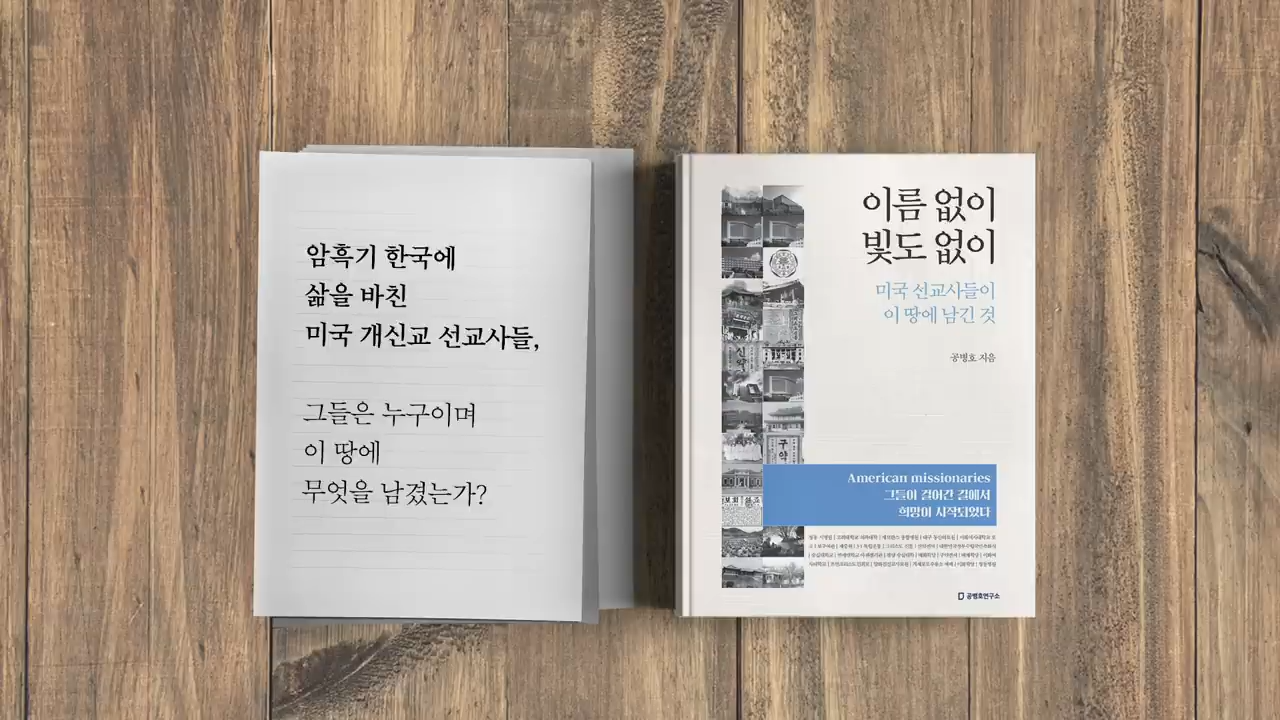 암흑기 한국에
삶을 바친
미국 개신교 선교사들,
그들은 누구이며
이 땅에
무엇을 남겼는가?
이름 없이
빛도 없이
미국 선교사들이
이 땅에 남긴 것
공병호 지음
구약
American missionaries
그들이 걸어간 길에서
희망이 시작되었다
공병호연구소